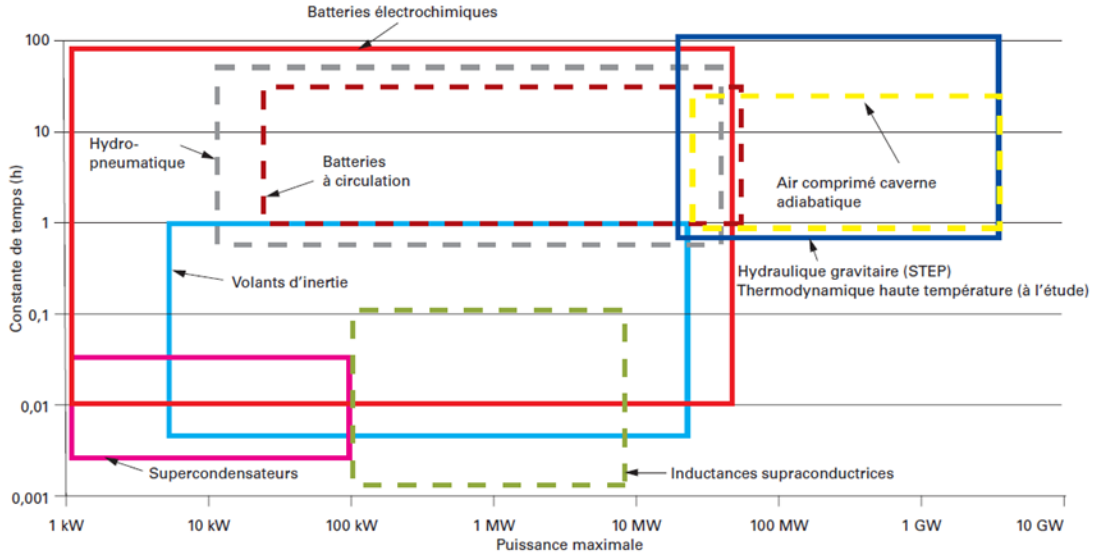 Batteries électrochimiques
100
10
1
0,1
0,01
0,001
Constante de temps (h)
Hydro-
pneumatique
Batteries
à circulation
Air comprimé caverne
adiabatique
Volants d'inertie
Hydraulique gravitaire (STEP)
Thermodynamique haute température (à l'étude)
Supercondensateurs
Inductances supraconductrices
1 kW
10 kW
100 kW
1 MW
10 MW
100 MW
1 GW
10 GW
Puissance maximale